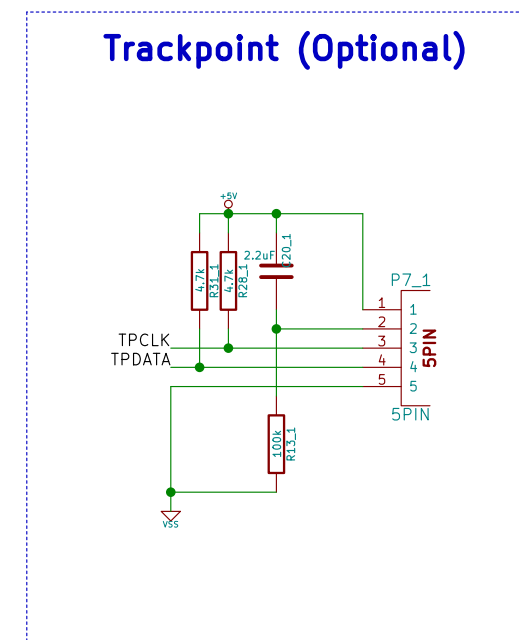 Trackpoint (Optional)
+5V
2.2uF
C20_1
4.7k
R31_1
4.7k
R28_1
P7_1
1 1
2 2
TPCLK
3 3
TPDATA
4 4
5 5
5PIN
5PIN
100k
R13_1
VSS